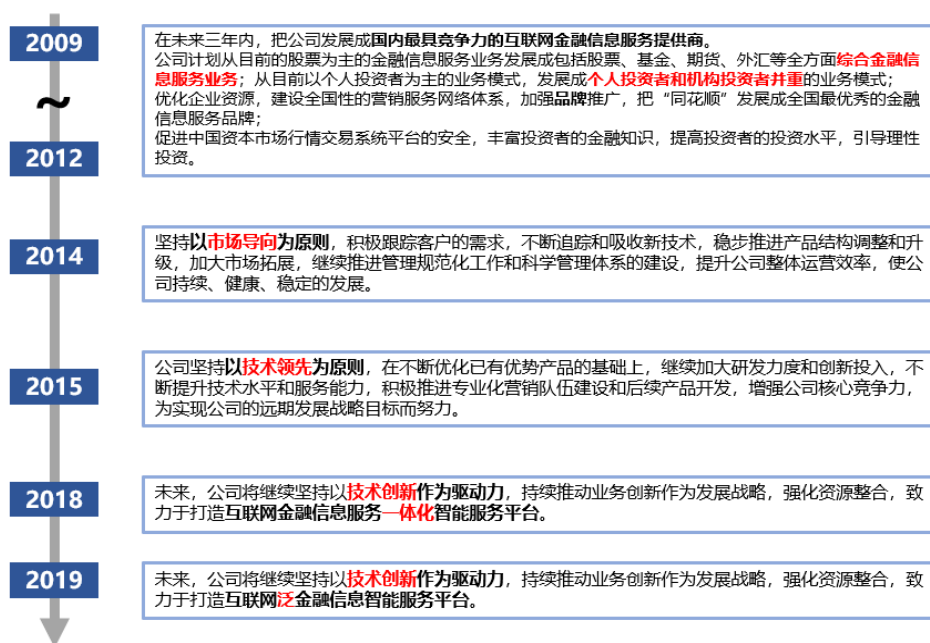 2009
~
2012
在未来三年内，把公司发展成国内最具竞争力的互联网金融信息服务提供商。
公司计划从目前的股票为主的金融信息服务业务发展成包括股票、基金、期货、外汇等全方面综合金融信
息服务业务；从目前以个人投资者为主的业务模式，发展成个人投资者和机构投资者并重的业务模式；
优化企业资源，建设全国性的营销服务网络体系，加强品牌推广，把“同花顺”发展成全国最优秀的金融
信息服务品牌；
促进中国资本市场行情交易系统平台的安全，丰富投资者的金融知识，提高投资者的投资水平，引导理性
投资。
2014
坚持以市场导向为原则，积极跟踪客户的需求，不断追踪和吸收新技术，稳步推进产品结构调整和升
级，加大市场拓展，继续推进管理规范化工作和科学管理体系的建设，提升公司整体运营效率，使公
司持续、健康、稳定的发展。
2015
公司坚持以技术领先为原则，在不断优化已有优势产品的基础上，继续加大研发力度和创新投入，不
断提升技术水平和服务能力，积极推进专业化营销队伍建设和后续产品开发，增强公司核心竞争力，
为实现公司的远期发展战略目标而努力。
2018
未来，公司将继续坚持以技术创新作为驱动力，持续推动业务创新作为发展战略，强化资源整合，致
力于打造互联网金融信息服务一体化智能服务平台。
2019
未来，公司将继续坚持以技术创新作为驱动力，持续推动业务创新作为发展战略，强化资源整合，致
力于打造互联网泛金融信息智能服务平台。